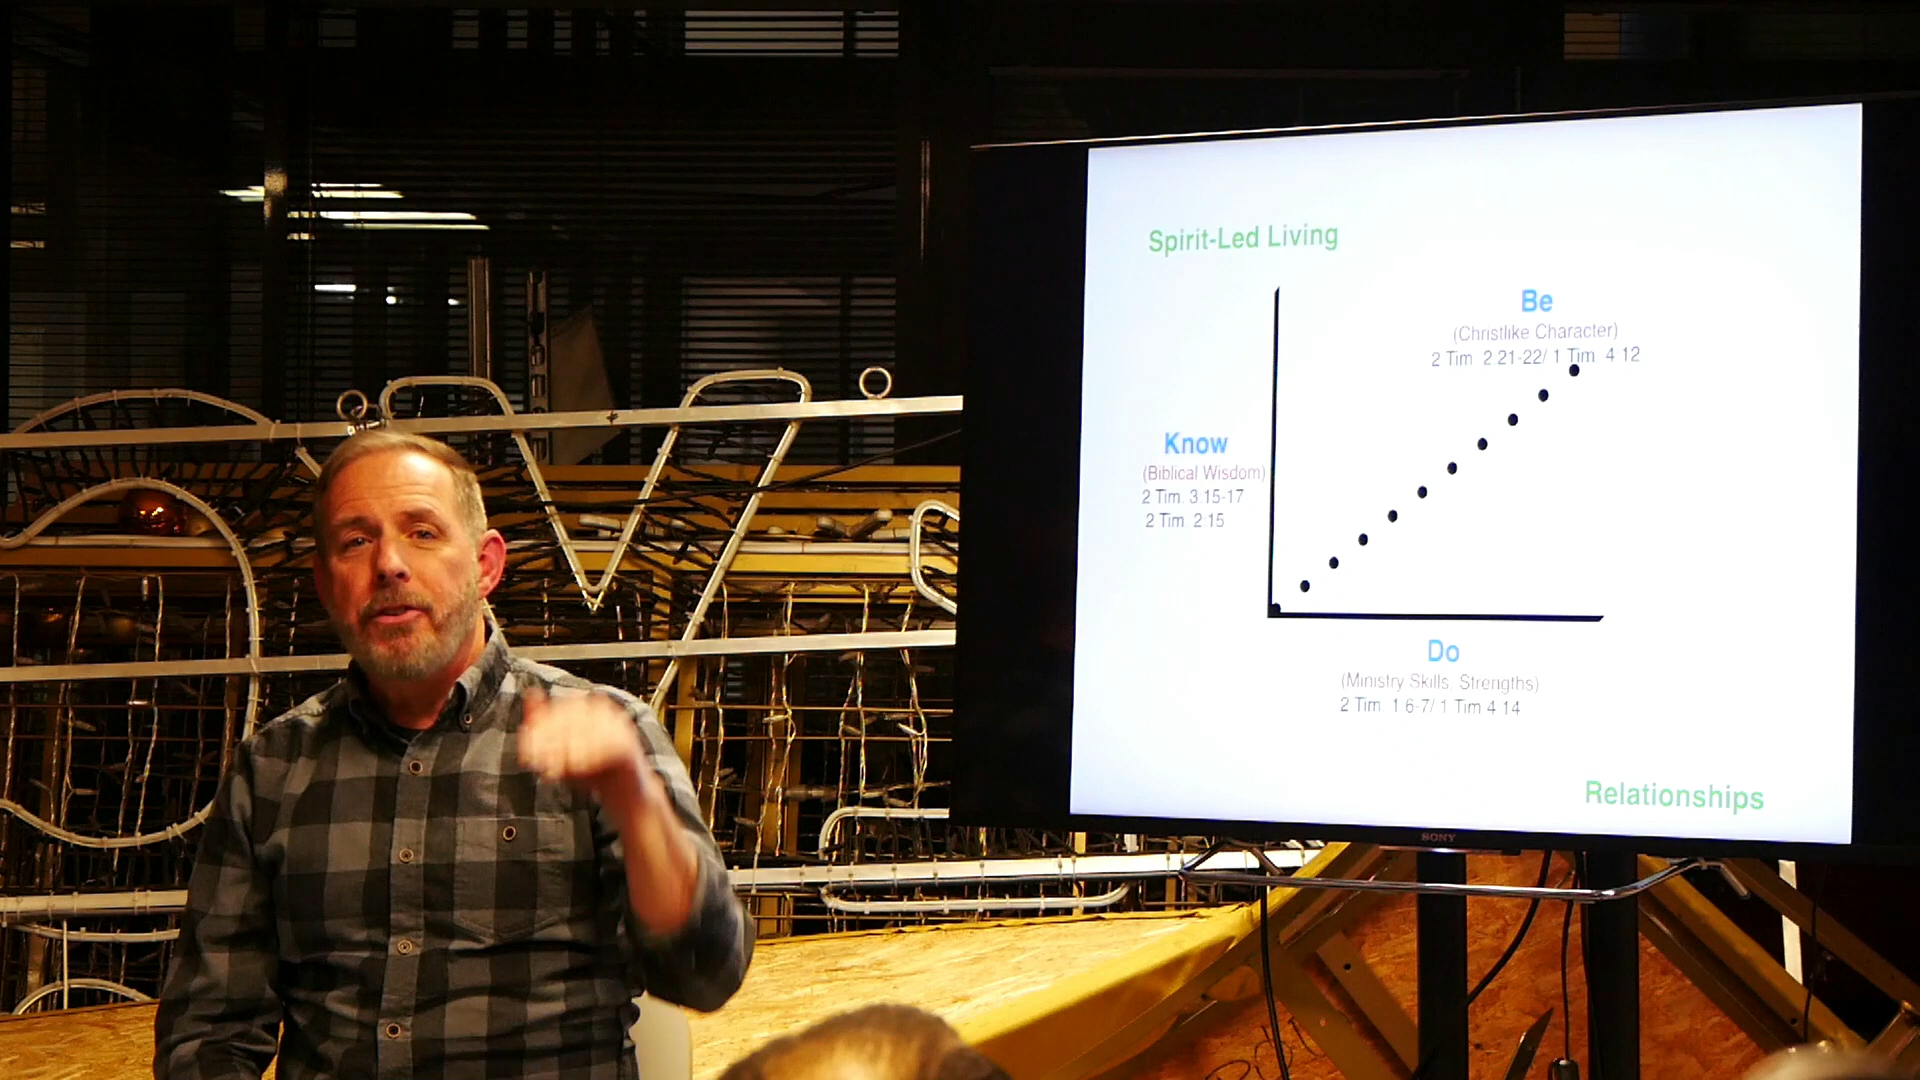 Spirit-Led Living
Be
(Christlike Character)
2 Tim. 2:21-22/ 1 Tim. 4:12
Know
(Biblical Wisdom)
2 Tim. 3:15-17
2 Tim. 2:15
Do
(Ministry Skills, Strengths)
2 Tim. 1:6-7/ 1 Tim 4:14
Relationships
SONY